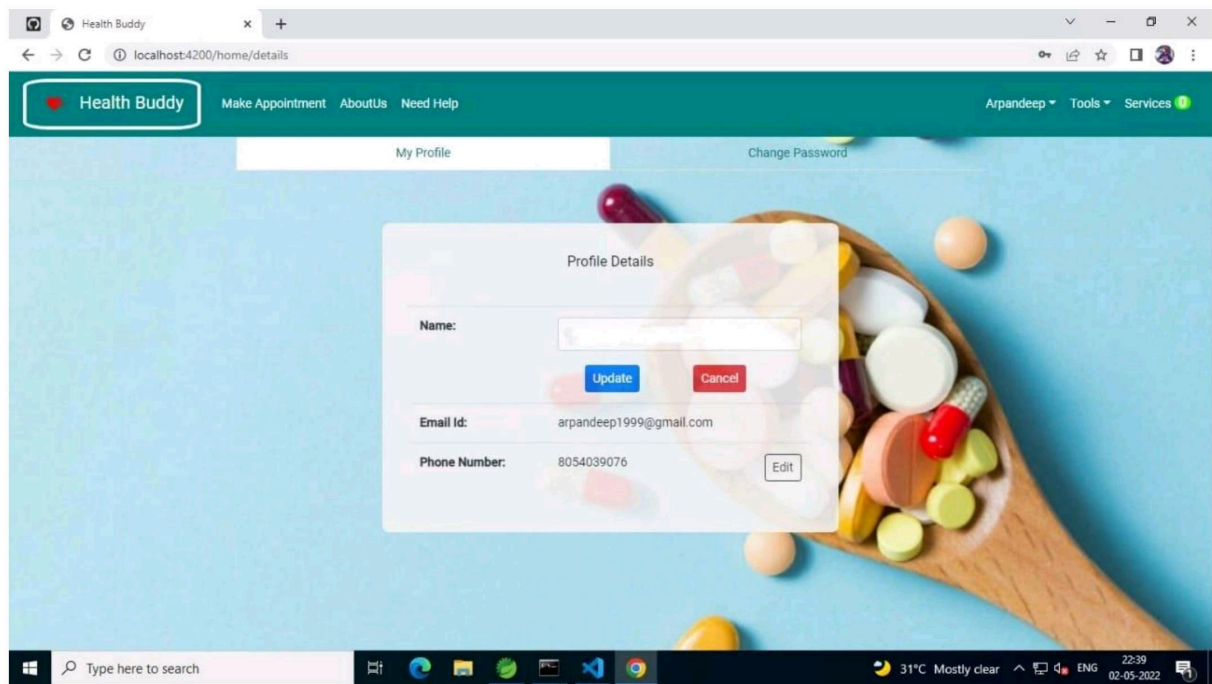 Health Buddy
localhost:4200/home/details
Health Buddy Make Appointment AboutUs Need Help Arpandeep Tools Services 0
My Profile Change Password
Profile Details
Name:
Update Cancel
Email Id: arpandeep1999@gmail.com
Phone Number: 8054039076 Edit
Type here to search 31°C Mostly clear ENG 22:39
02-05-2022 1